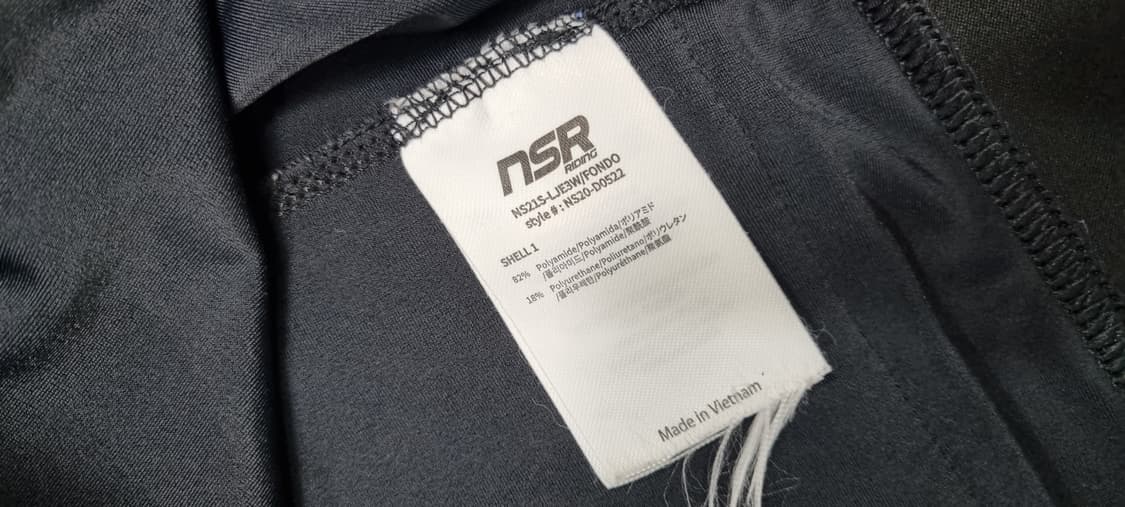 nSR
RIDING
NS21S-LJE3W/FONDO
style # : NS20-D0522
SHELL 1
82% Polyamide/Polyamida/ポリアミド
/폴리아미드/Polyamide/聚酰胺
18% Polyurethane/Poliuretano/ポリウレタン
/폴리우레탄/Polyuréthane/聚氨酯
Made in Vietnam